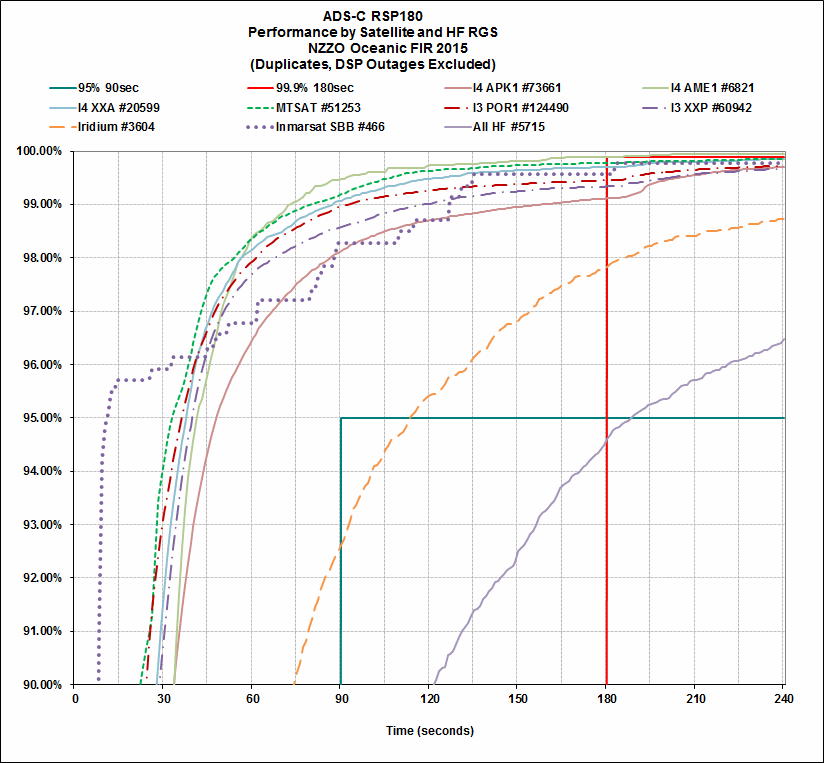 ADS-C RSP180
Performance by Satellite and HF RGS
NZZO Oceanic FIR 2015
(Duplicates, DSP Outages Excluded)
95% 90sec 99.9% 180sec I4 APK1 #73661 I4 AME1 #6821
I4 XXA #20599 MTSAT #51253 I3 POR1 #124490 I3 XXP #60942
Iridium #3604 Inmarsat SBB #466 All HF #5715
100.00%
99.00%
98.00%
97.00%
96.00%
95.00%
94.00%
93.00%
92.00%
91.00%
90.00%
0 30 60 90 120 150 180 210 240
Time (seconds)